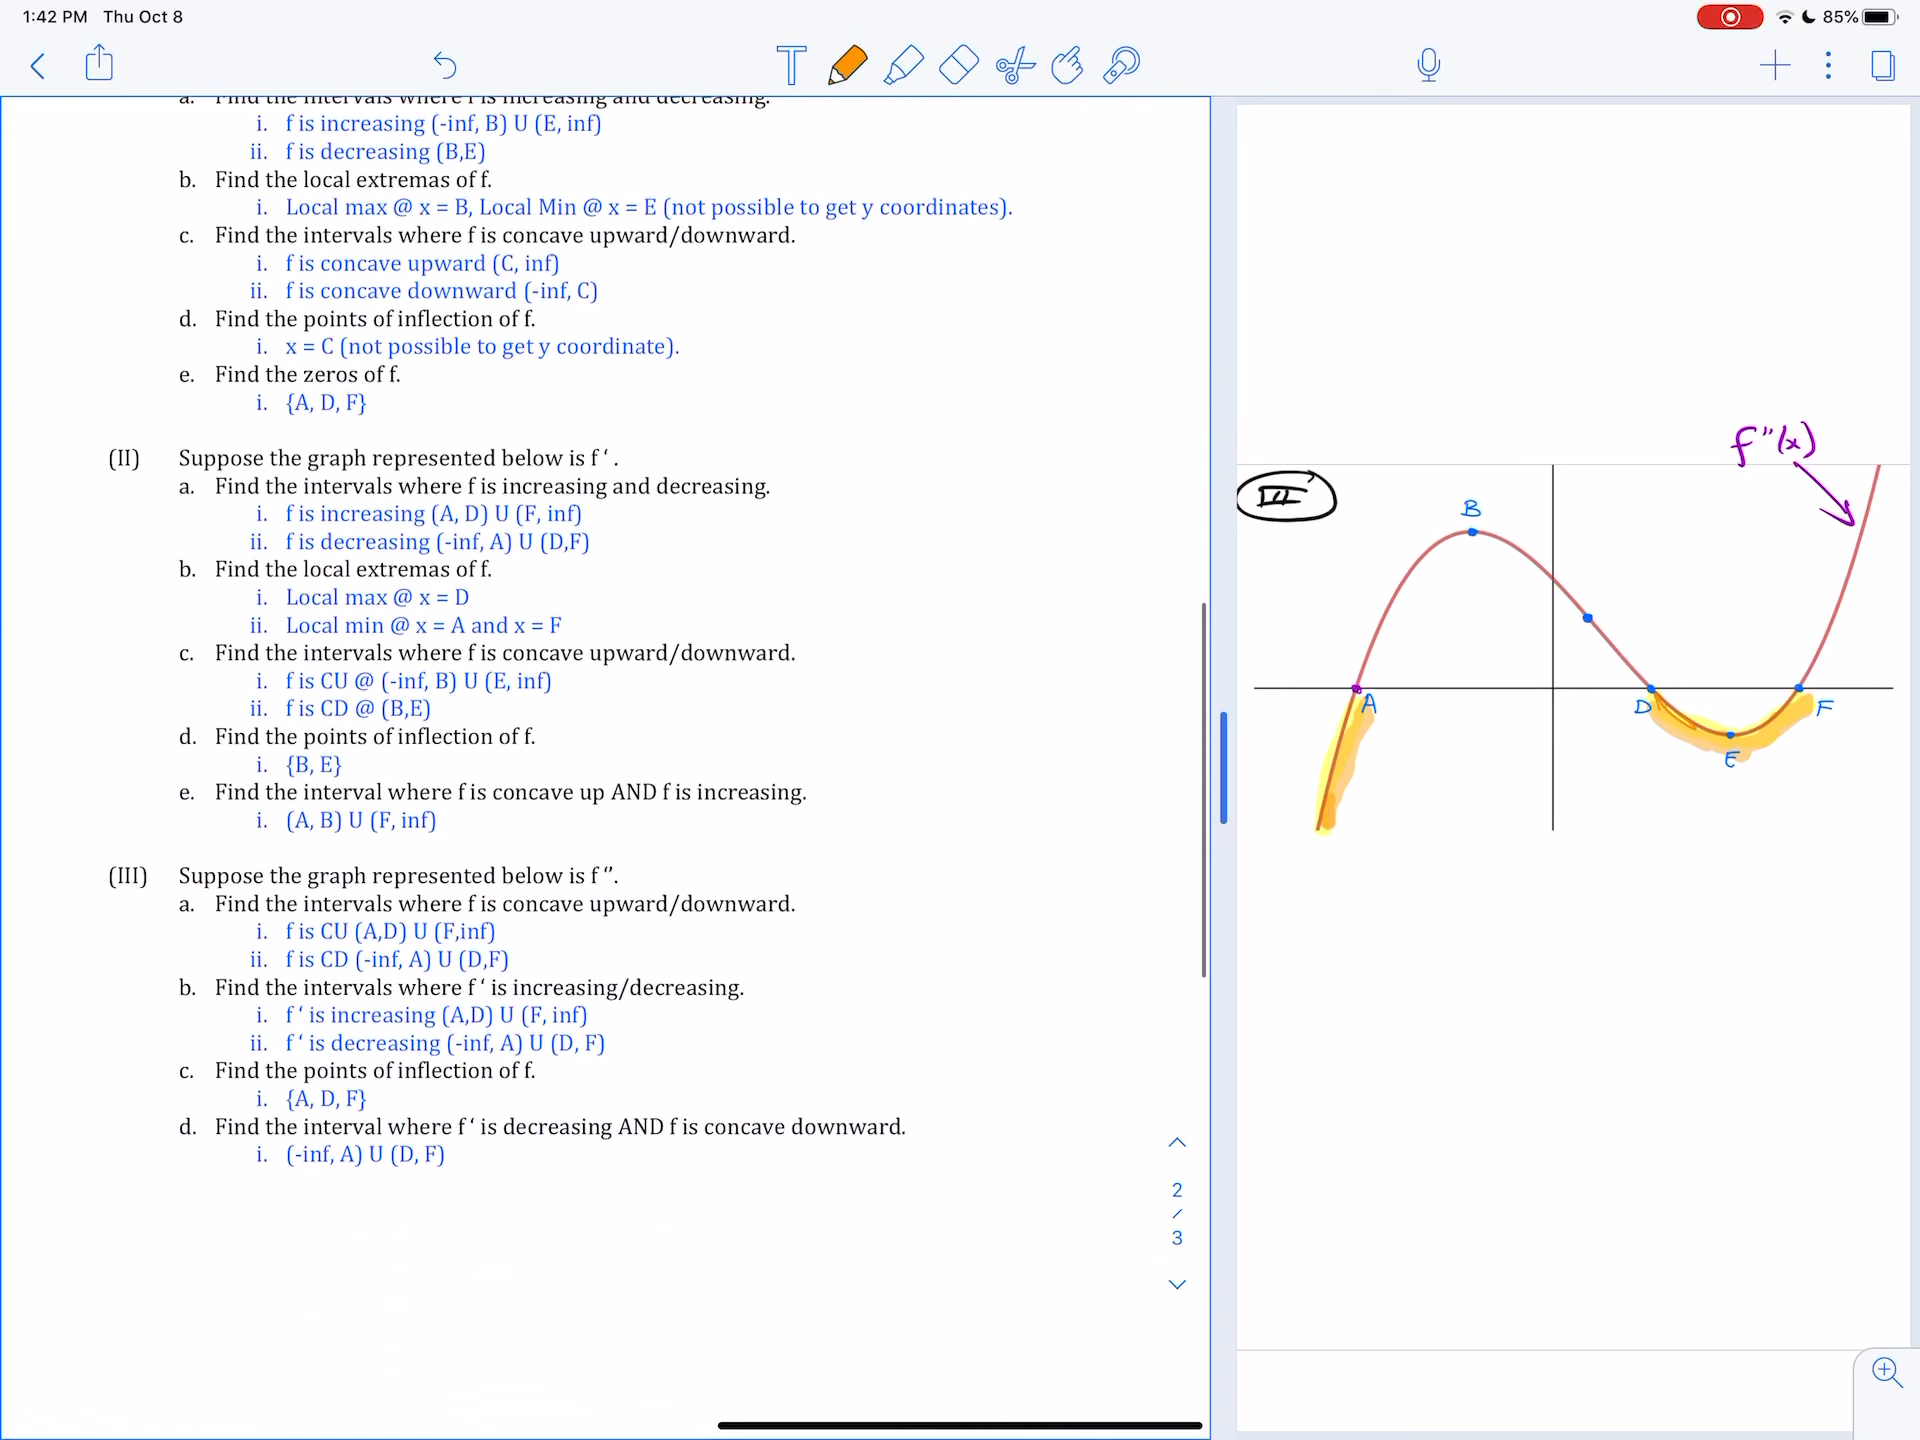 1:42 PM Thu Oct 8
85%
T
a. Find the intervals where f is increasing and decreasing.
i. f is increasing (-inf, B) U (E, inf)
ii. f is decreasing (B,E)
b. Find the local extremas of f.
i. Local max @ x = B, Local Min @ x = E (not possible to get y coordinates).
c. Find the intervals where f is concave upward/downward.
i. f is concave upward (C, inf)
ii. f is concave downward (-inf, C)
d. Find the points of inflection of f.
i. x = C (not possible to get y coordinate).
e. Find the zeros of f.
i. {A, D, F}
(II) Suppose the graph represented below is f ‘ .
a. Find the intervals where f is increasing and decreasing.
i. f is increasing (A, D) U (F, inf)
ii. f is decreasing (-inf, A) U (D,F)
b. Find the local extremas of f.
i. Local max @ x = D
ii. Local min @ x = A and x = F
c. Find the intervals where f is concave upward/downward.
i. f is CU @ (-inf, B) U (E, inf)
ii. f is CD @ (B,E)
d. Find the points of inflection of f.
i. {B, E}
e. Find the interval where f is concave up AND f is increasing.
i. (A, B) U (F, inf)
(III) Suppose the graph represented below is f ‘’.
a. Find the intervals where f is concave upward/downward.
i. f is CU (A,D) U (F,inf)
ii. f is CD (-inf, A) U (D,F)
b. Find the intervals where f ‘ is increasing/decreasing.
i. f ‘ is increasing (A,D) U (F, inf)
ii. f ‘ is decreasing (-inf, A) U (D, F)
c. Find the points of inflection of f.
i. {A, D, F}
d. Find the interval where f ‘ is decreasing AND f is concave downward.
i. (-inf, A) U (D, F)
2
/
3
f"(x)
III
B
A
D
F
E